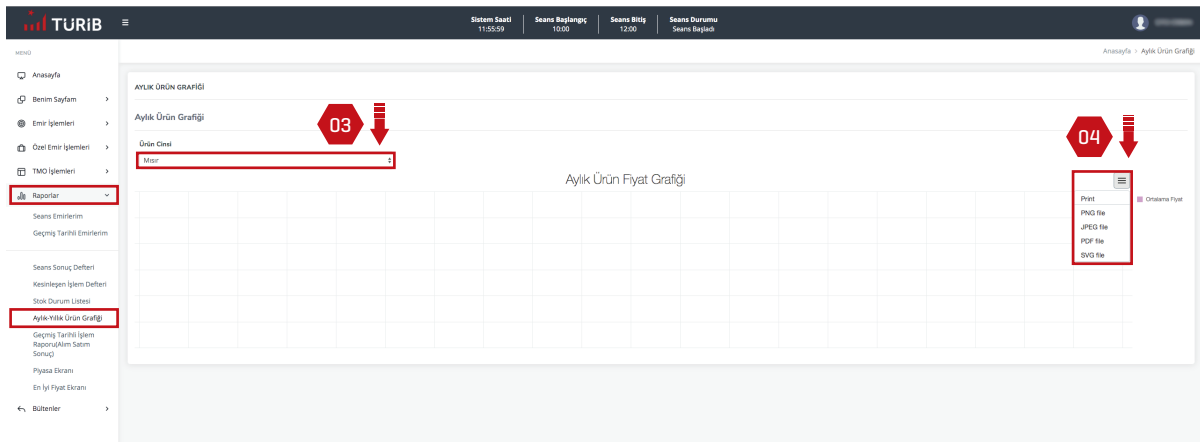 TÜRİB
Sistem Saati
11:55:59
Seans Başlangıç
10:00
Seans Bitiş
12:00
Seans Durumu
Seans Başladı
MENÜ
Anasayfa > Aylık Ürün Grafiği
Anasayfa
Benim Sayfam
Emir İşlemleri
Özel Emir İşlemleri
TMO İşlemleri
Raporlar
Seans Emirlerim
Geçmiş Tarihli Emirlerim
Seans Sonuç Defteri
Kesinleşen İşlem Defteri
Stok Durum Listesi
Aylık-Yıllık Ürün Grafiği
Geçmiş Tarihli İşlem
Raporu(Alım Satım
Sonuç)
Piyasa Ekranı
En İyi Fiyat Ekranı
Bültenler
AYLIK ÜRÜN GRAFİĞİ
Aylık Ürün Grafiği
03
Ürün Cinsi
Mısır
Aylık Ürün Fiyat Grafiği
04
Print
PNG file
JPEG file
PDF file
SVG file
Ortalama Fiyat